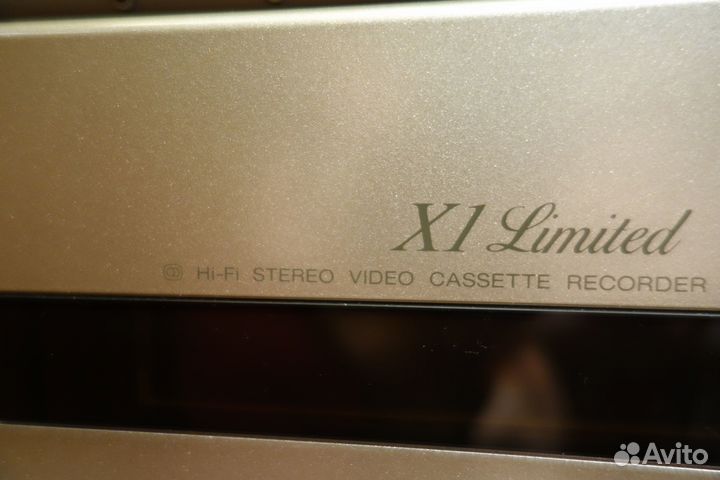 X1 Limited
Hi-Fi STEREO VIDEO CASSETTE RECORDER
Avito